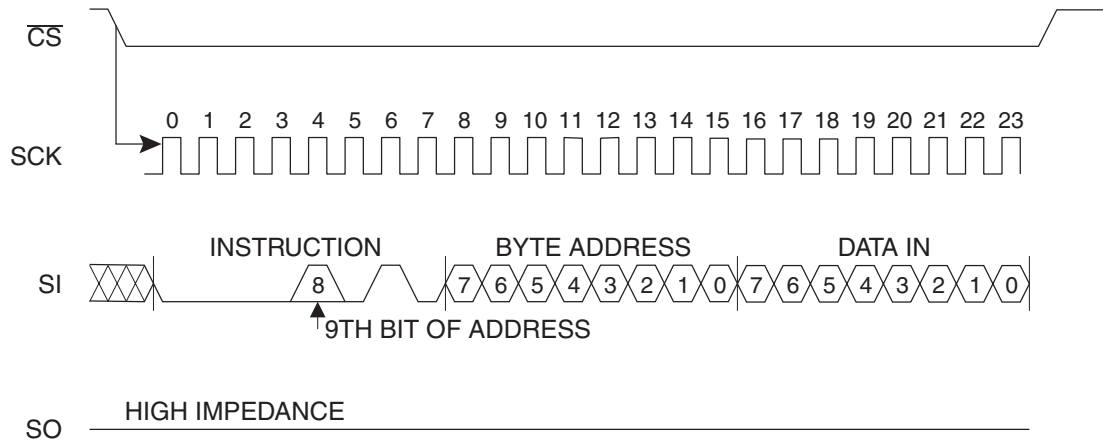 CS
0 1 2 3 4 5 6 7 8 9 10 11 12 13 14 15 16 17 18 19 20 21 22 23
SCK
INSTRUCTION BYTE ADDRESS DATA IN
SI 8 7 6 5 4 3 2 1 0 7 6 5 4 3 2 1 0
9TH BIT OF ADDRESS
HIGH IMPEDANCE
SO